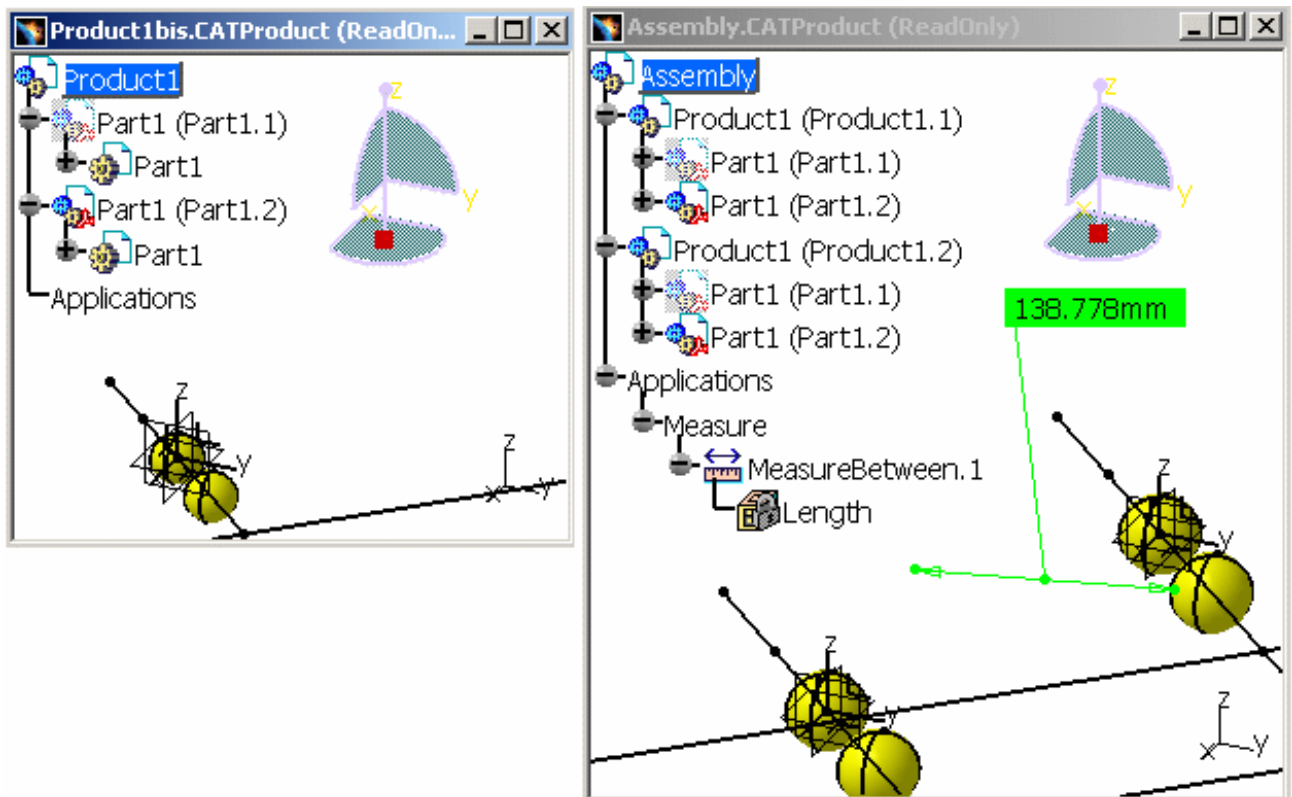 Product1bis.CATProduct (ReadOn...
Product1
Part1 (Part1.1)
Part1
Part1 (Part1.2)
Part1
Applications
z
y
x
z
y
z
x
y
Assembly.CATProduct (ReadOnly)
Assembly
Product1 (Product1.1)
Part1 (Part1.1)
Part1 (Part1.2)
Product1 (Product1.2)
Part1 (Part1.1)
Part1 (Part1.2)
Applications
Measure
MeasureBetween.1
Length
z
y
x
138.778mm
z
y
z
y
z
x
y